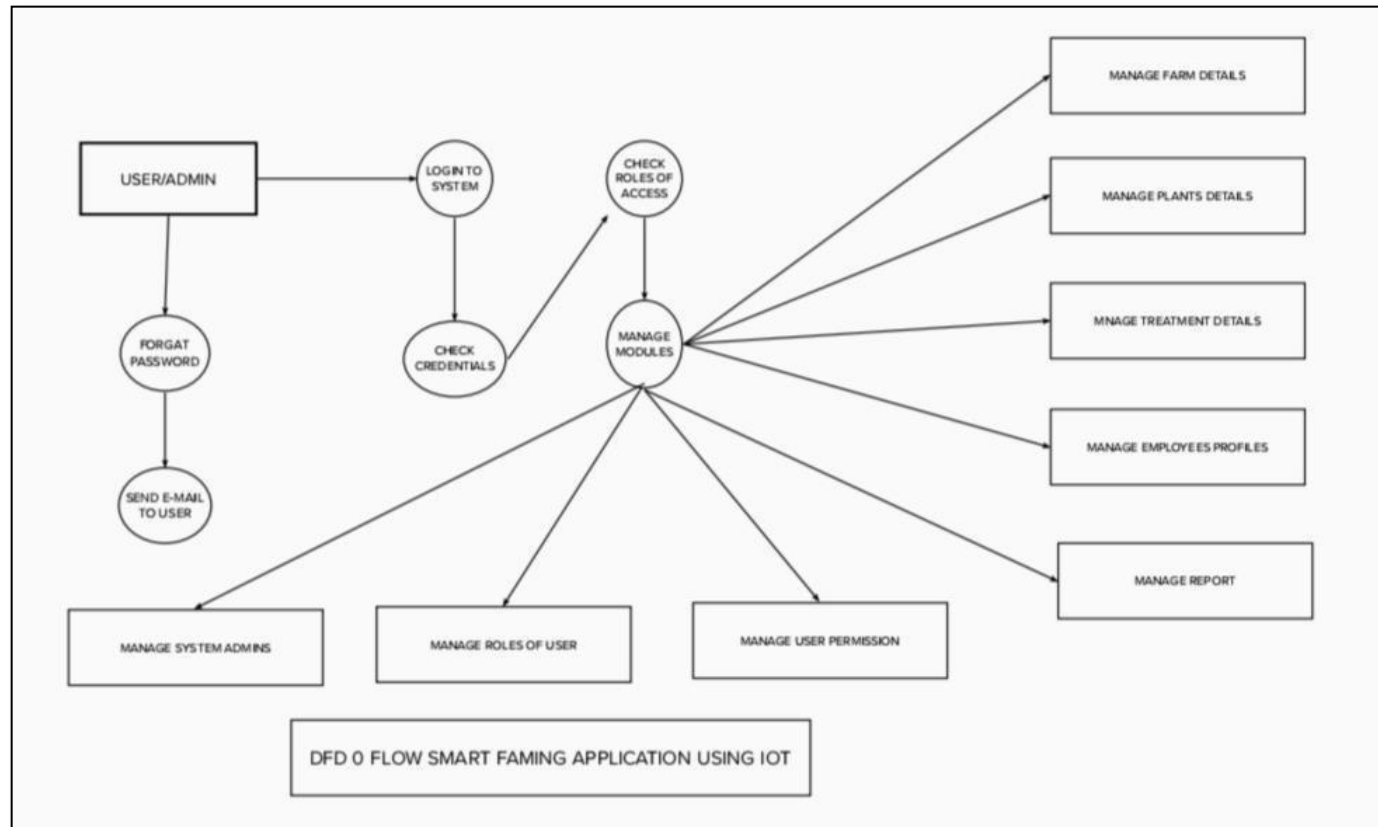 MANAGE FARM DETAILS
USER/ADMIN
LOGIN TO
SYSTEM
CHECK
ROLES OF
ACCESS
MANAGE PLANTS DETAILS
FORGAT
PASSWORD
CHECK
CREDENTIALS
MANAGE
MODULES
MNAGE TREATMENT DETAILS
MANAGE EMPLOYEES PROFILES
SEND E-MAIL
TO USER
MANAGE REPORT
MANAGE SYSTEM ADMINS
MANAGE ROLES OF USER
MANAGE USER PERMISSION
DFD 0 FLOW SMART FAMING APPLICATION USING IOT